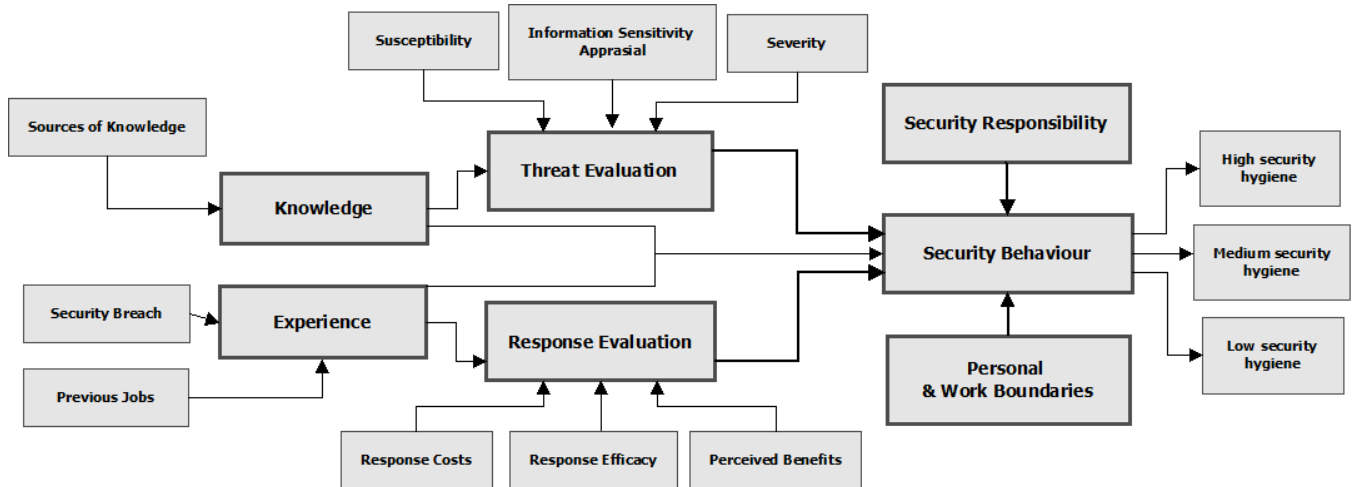 Susceptibility
Information Sensitivity
Apprasial
Severity
Sources of Knowledge
Security Responsibility
Threat Evaluation
High security
hygiene
Knowledge
Security Behaviour
Medium security
hygiene
Security Breach
Experience
Response Evaluation
Low security
hygiene
Personal
& Work Boundaries
Previous Jobs
Response Costs
Response Efficacy
Perceived Benefits